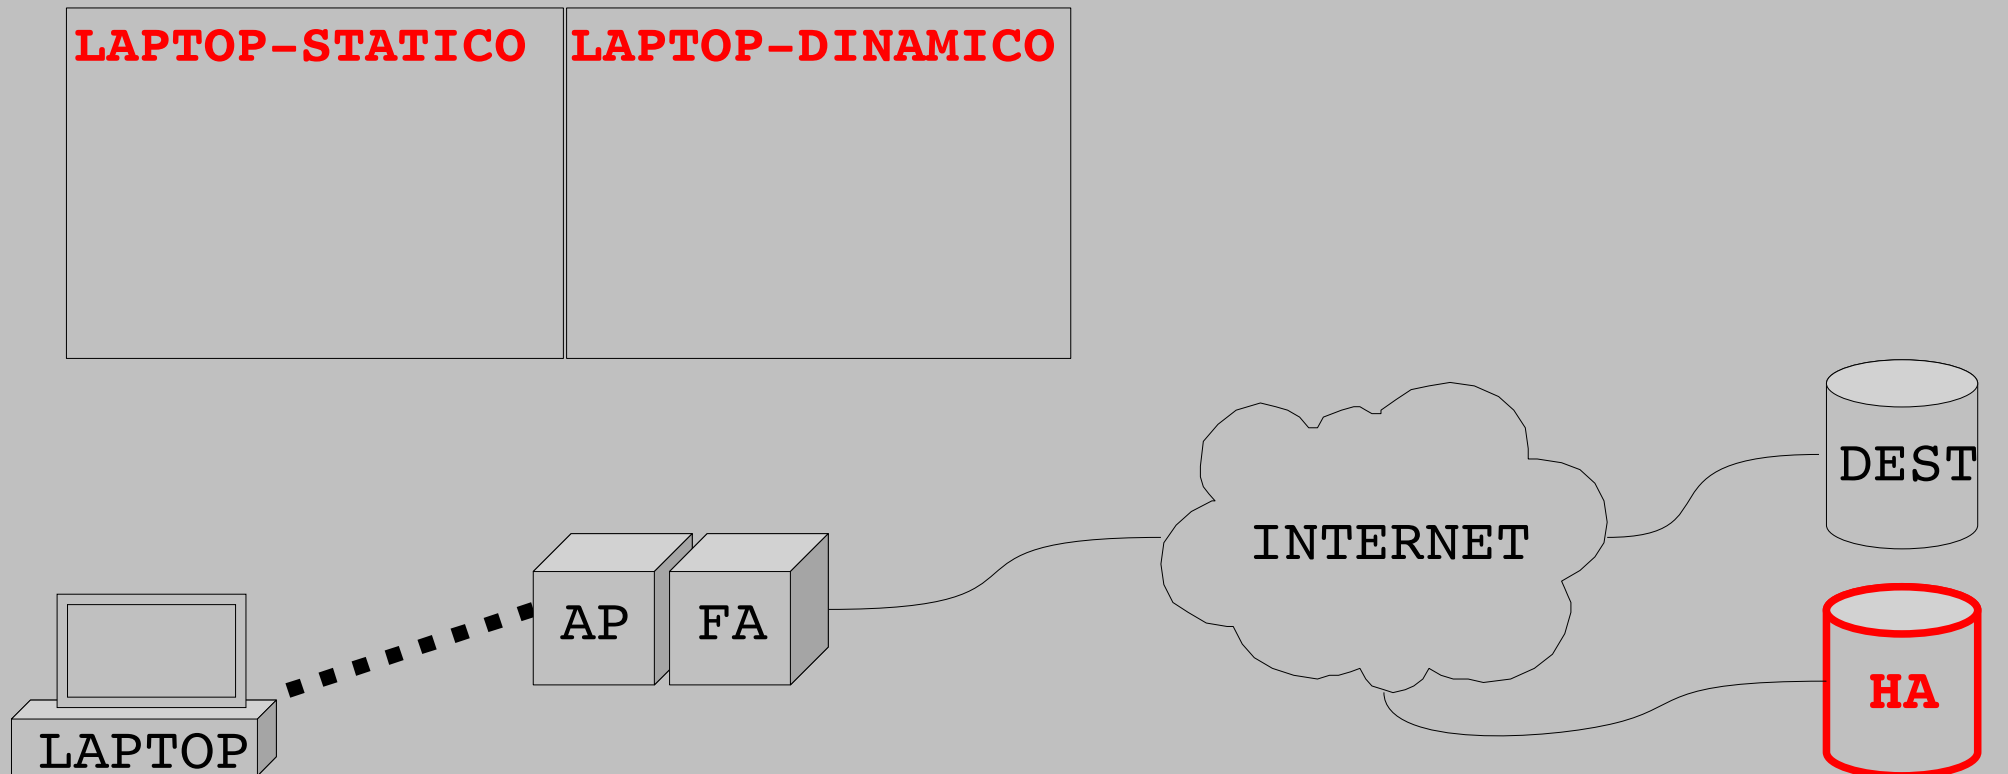 LAPTOP-STATICO
LAPTOP-DINAMICO
DEST
INTERNET
AP
FA
HA
LAPTOP